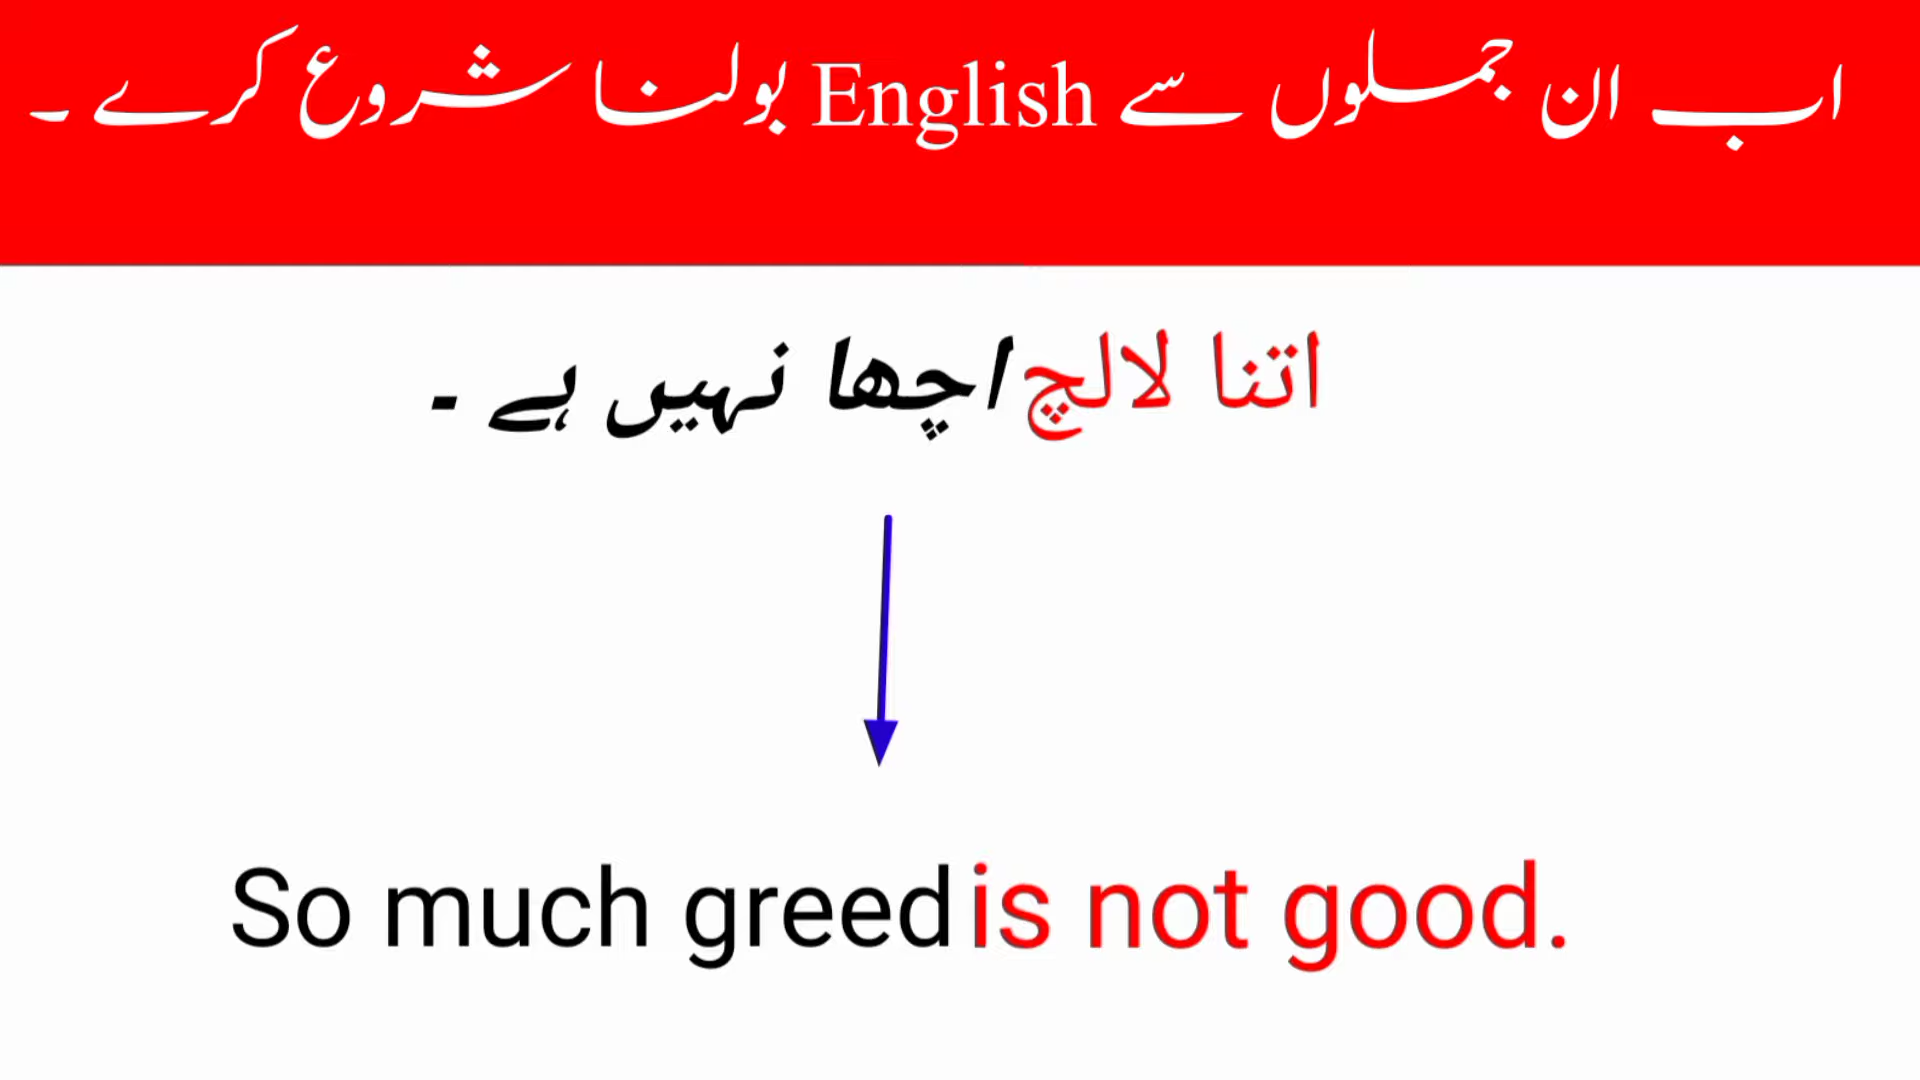 اب ان جملوں سے English بولنا شروع کرے ۔
اتنا لالچ اچھا نہیں ہے ۔
So much greed is not good.